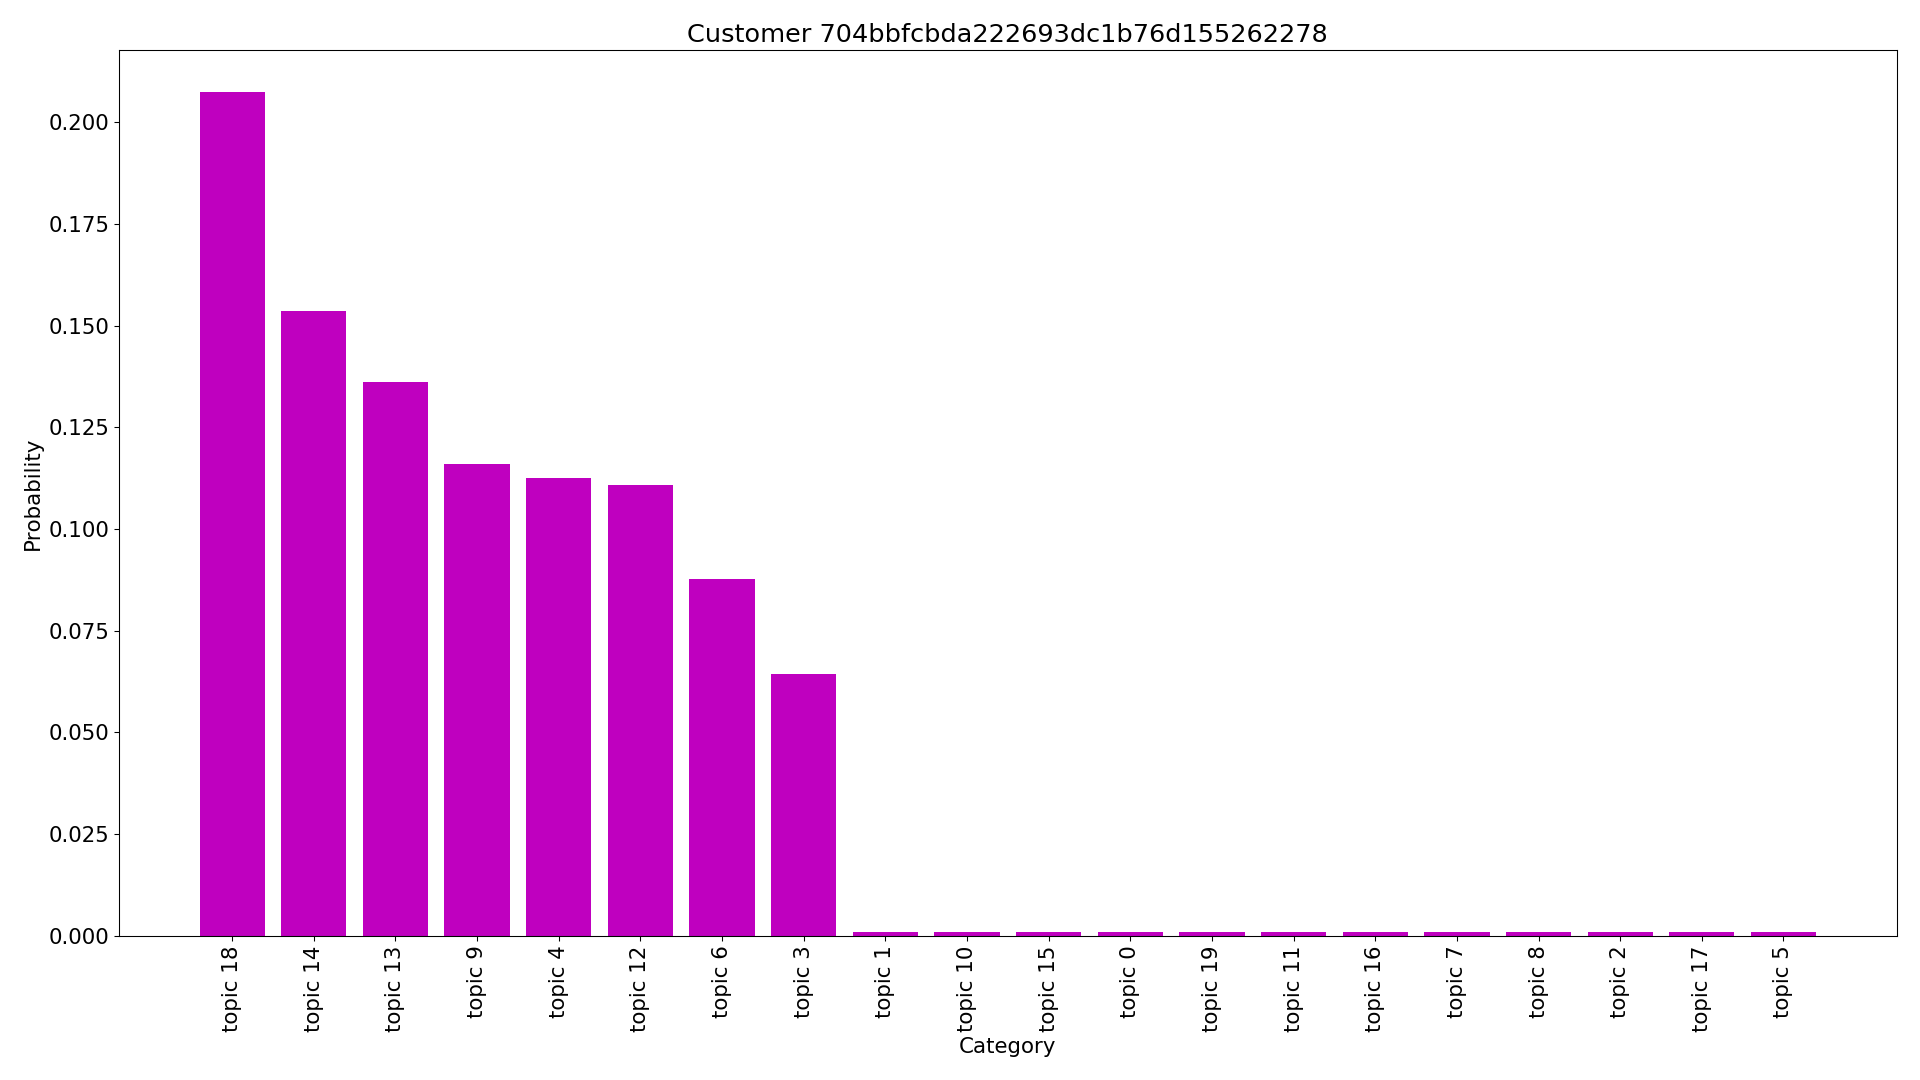 Customer 704bbfcbda222693dc1b76d155262278
Probability
0.200
0.175
0.150
0.125
0.100
0.075
0.050
0.025
0.000
topic 18
topic 14
topic 13
topic 9
topic 4
topic 12
topic 6
topic 3
topic 1
topic 10
topic 15
topic 0
topic 19
topic 11
topic 16
topic 7
topic 8
topic 2
topic 17
topic 5
Category